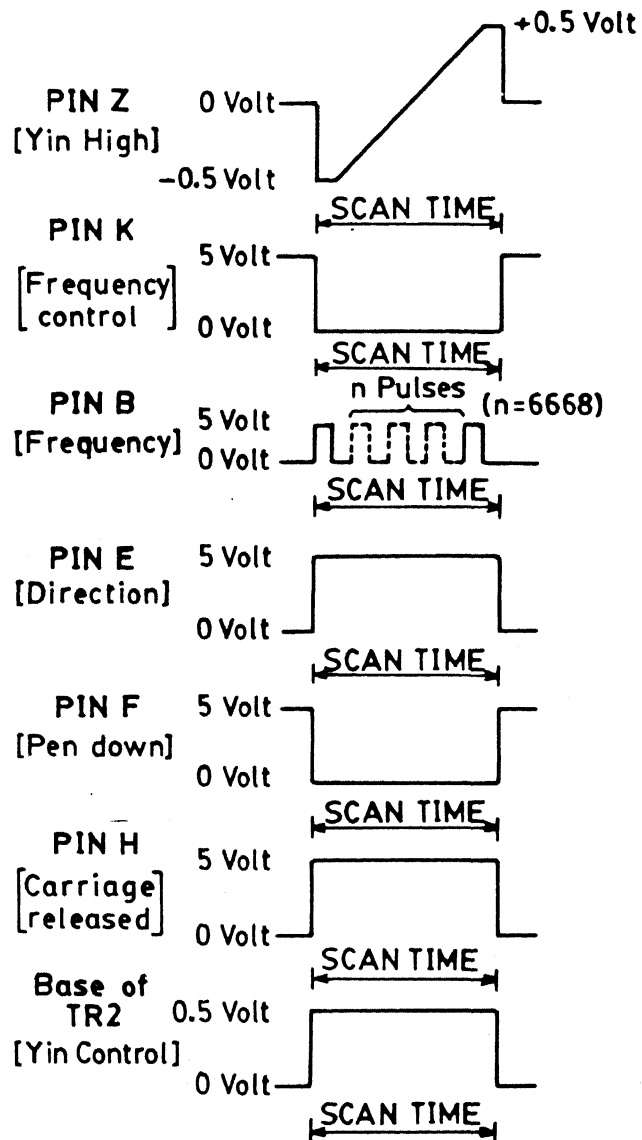 +0.5 Volt
PIN Z
0 Volt
[Yin High]
-0.5 Volt
SCAN TIME
PIN K
5 Volt
[Frequency
control]
0 Volt
SCAN TIME
n Pulses
(n=6668)
PIN B
5 Volt
[Frequency]
0 Volt
SCAN TIME
PIN E
5 Volt
[Direction]
0 Volt
SCAN TIME
PIN F
5 Volt
[Pen down]
0 Volt
SCAN TIME
PIN H
5 Volt
[Carriage
released]
0 Volt
SCAN TIME
Base of
TR2
0.5 Volt
[Yin Control]
0 Volt
SCAN TIME